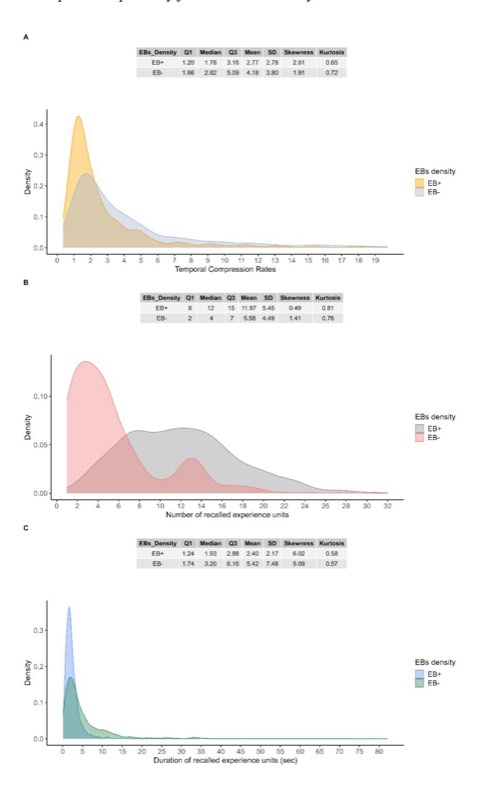 A
EBs_Density Q1 Median Q3 Mean SD Skewness Kurtosis
EB+ 1.20 1.78 3.16 2.77 2.78 2.61 0.65
EB- 1.66 2.82 5.09 4.18 3.80 1.91 0.72
Density
0.4
0.3
0.2
0.1
0.0
0 1 2 3 4 5 6 7 8 9 10 11 12 13 14 15 16 17 18 19
Temporal Compression Rates
EBs density
EB+
EB-
B
EBs_Density Q1 Median Q3 Mean SD Skewness Kurtosis
EB+ 8 12 15 11.97 5.45 0.49 0.81
EB- 2 4 7 5.58 4.49 1.41 0.76
Density
0.10
0.05
0.00
0 2 4 6 8 10 12 14 16 18 20 22 24 26 28 30 32
Number of recalled experience units
EBs density
EB+
EB-
C
EBs_Density Q1 Median Q3 Mean SD Skewness Kurtosis
EB+ 1.24 1.93 2.88 2.40 2.17 6.02 0.58
EB- 1.74 3.20 6.16 5.42 7.48 5.09 0.57
Density
0.3
0.2
0.1
0.0
0 5 10 15 20 25 30 35 40 45 50 55 60 65 70 75 80
Duration of recalled experience units (sec)
EBs density
EB+
EB-